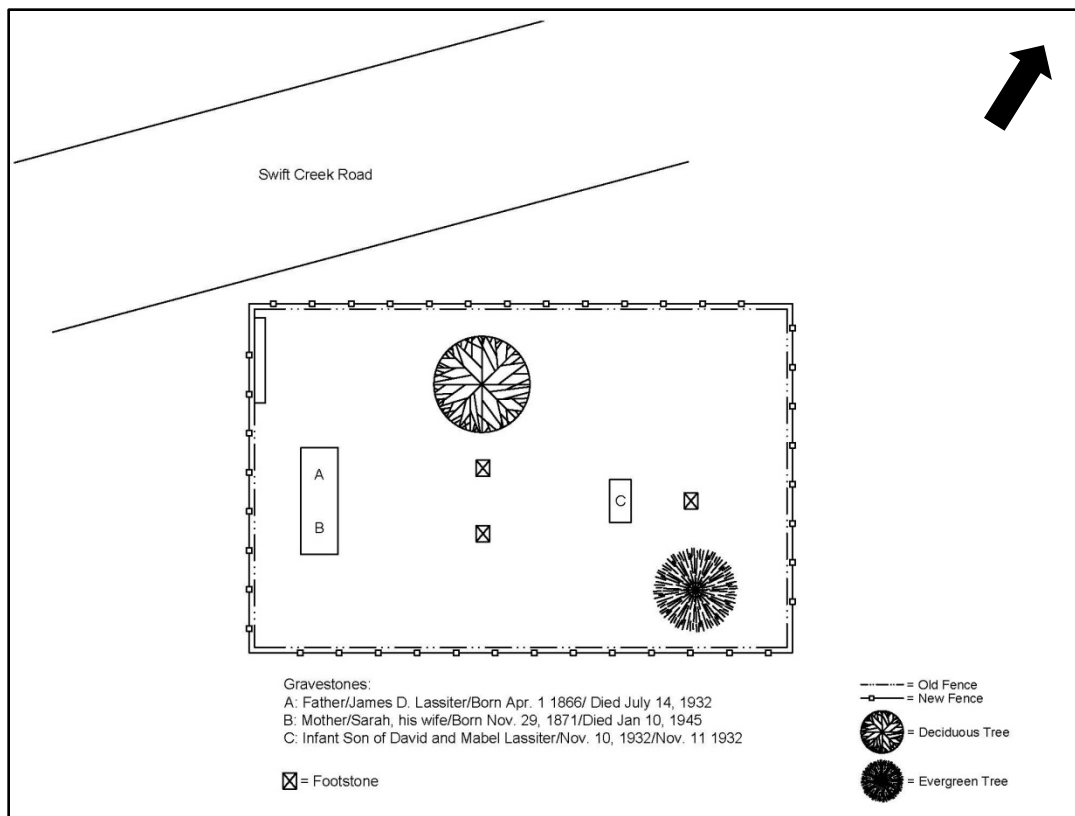 Swift Creek Road
A
B
C
Gravestones:
A: Father/James D. Lassiter/Born Apr. 1 1866/ Died July 14, 1932
B: Mother/Sarah, his wife/Born Nov. 29, 1871/Died Jan 10, 1945
C: Infant Son of David and Mabel Lassiter/Nov. 10, 1932/Nov. 11 1932
= Footstone
= Old Fence
= New Fence
= Deciduous Tree
= Evergreen Tree